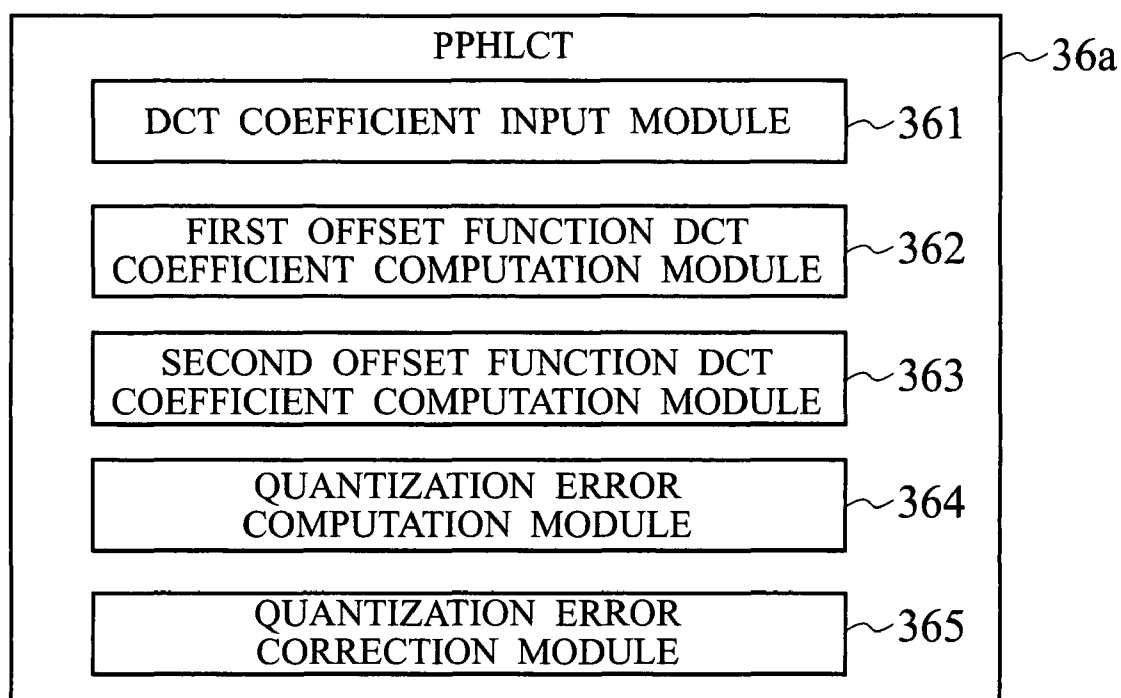 PPHLCT
36a
DCT COEFFICIENT INPUT MODULE
361
FIRST OFFSET FUNCTION DCT
COEFFICIENT COMPUTATION MODULE
362
SECOND OFFSET FUNCTION DCT
COEFFICIENT COMPUTATION MODULE
363
QUANTIZATION ERROR
COMPUTATION MODULE
364
QUANTIZATION ERROR
CORRECTION MODULE
365